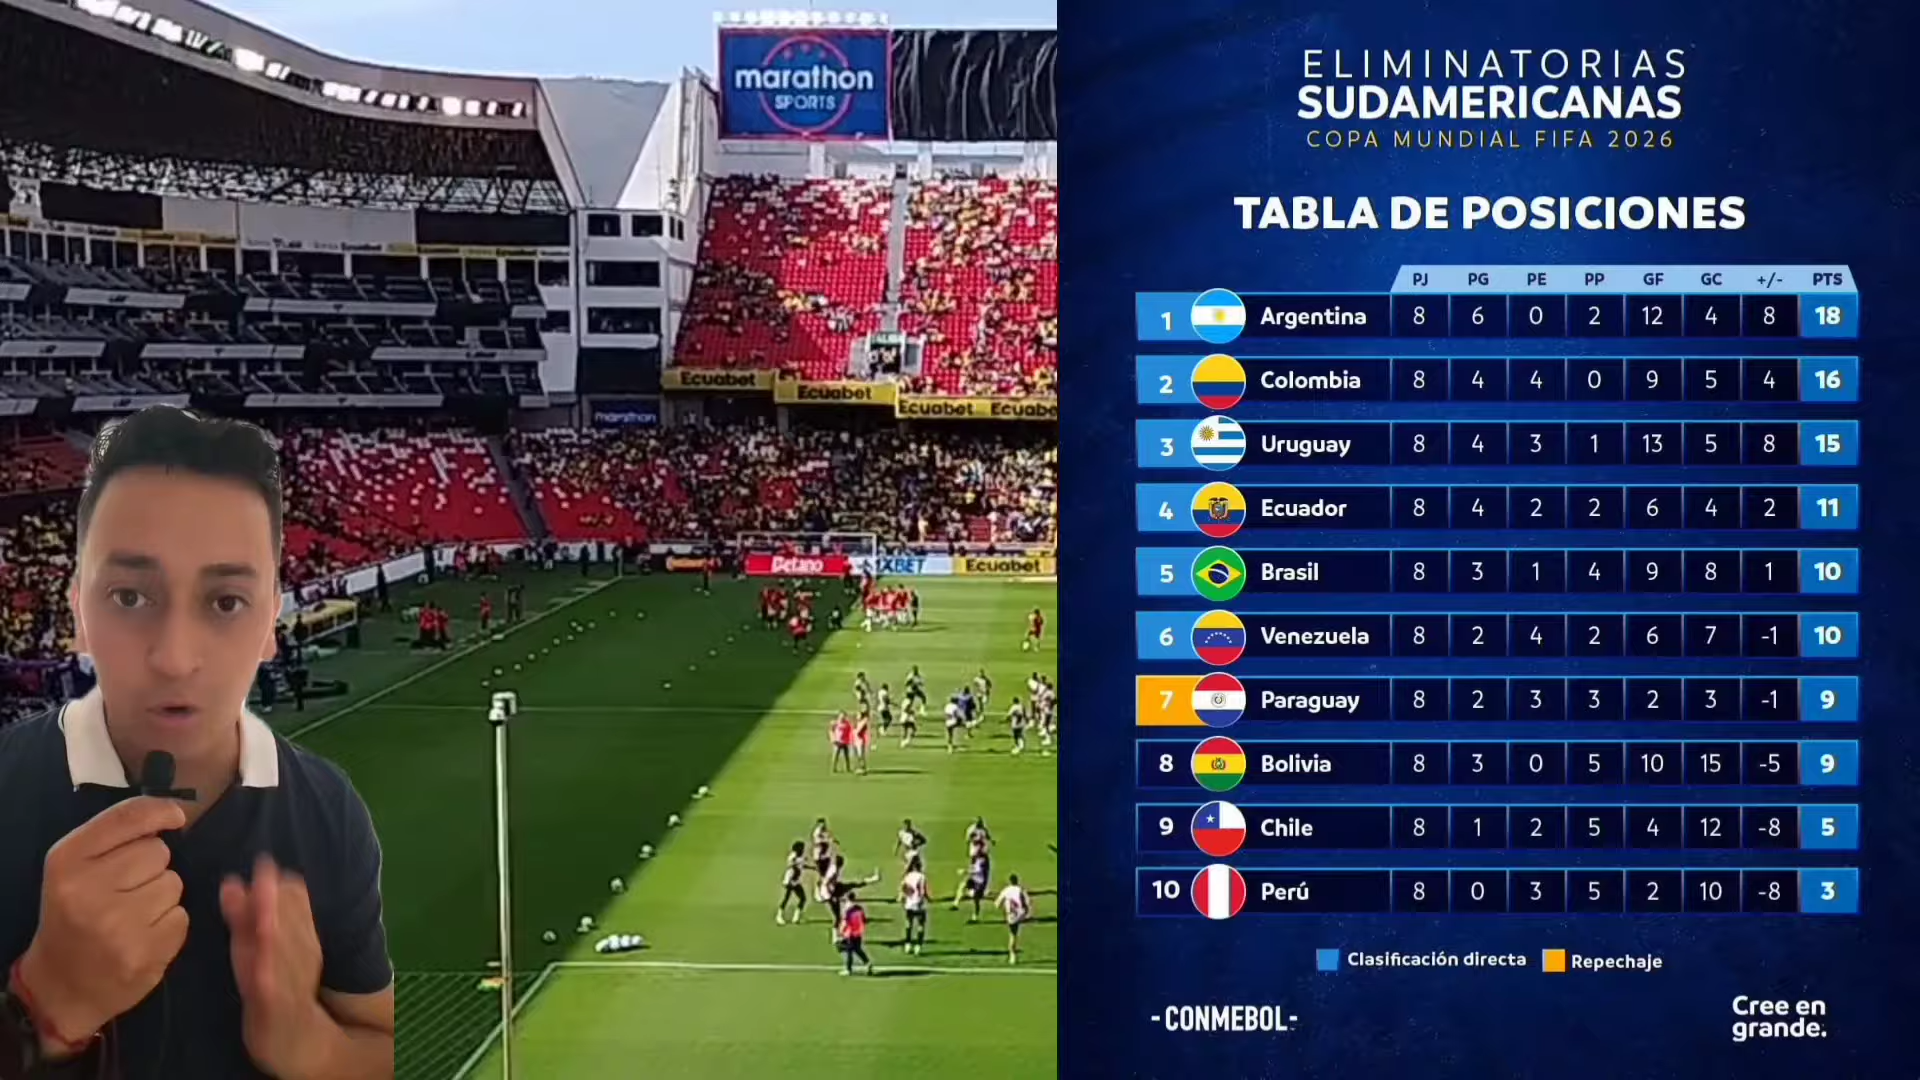 marathon
SPORTS
Ecuabet
Ecuabet
Ecuabet
Ecuabe
marathon
Betano
1XBET
Ecuabet
ELIMINATORIAS
SUDAMERICANAS
COPA MUNDIAL FIFA 2026
TABLA DE POSICIONES
PJ PG PE PP GF GC +/- PTS
1 Argentina 8 6 0 2 12 4 8 18
2 Colombia 8 4 4 0 9 5 4 16
3 Uruguay 8 4 3 1 13 5 8 15
4 Ecuador 8 4 2 2 6 4 2 11
5 Brasil 8 3 1 4 9 8 1 10
6 Venezuela 8 2 4 2 6 7 -1 10
7 Paraguay 8 2 3 3 2 3 -1 9
8 Bolivia 8 3 0 5 10 15 -5 9
9 Chile 8 1 2 5 4 12 -8 5
10 Perú 8 0 3 5 2 10 -8 3
Clasificación directa Repechaje
-CONMEBOL-
Cree en
grande.